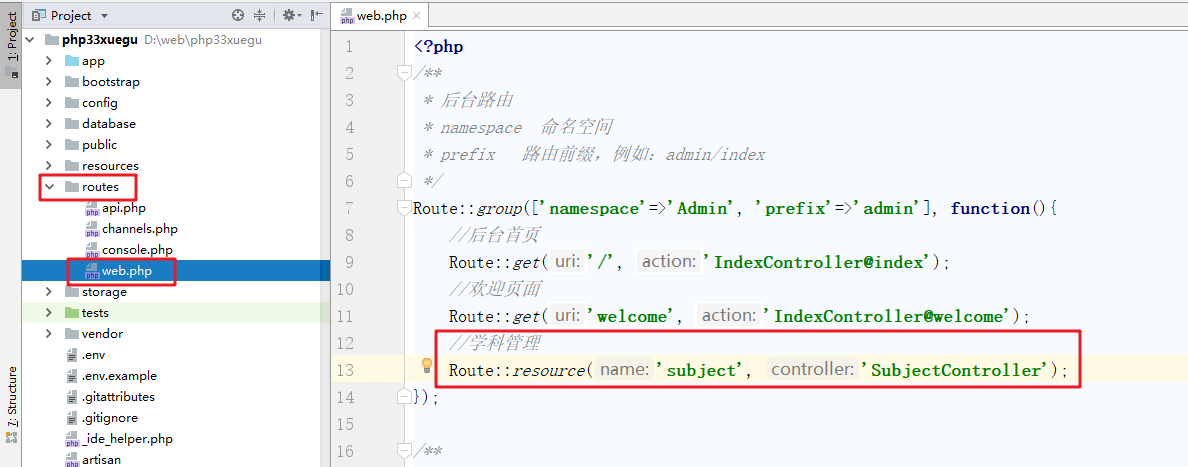 1: Project
7: Structure
Project
php33xuegu D:\web\php33xuegu
app
bootstrap
config
database
public
resources
routes
api.php
channels.php
console.php
web.php
storage
tests
vendor
.env
.env.example
.gitattributes
.gitignore
_ide_helper.php
artisan
web.php
1 <?php
2 /**
3 * 后台路由
4 * namespace 命名空间
5 * prefix 路由前缀，例如：admin/index
6 */
7 Route::group(['namespace'=>'Admin', 'prefix'=>'admin'], function(){
8 //后台首页
9 Route::get( uri: '/', action: 'IndexController@index');
10 //欢迎页面
11 Route::get( uri: 'welcome', action: 'IndexController@welcome');
12 //学科管理
13 Route::resource( name: 'subject', controller: 'SubjectController');
14 });
15
16 /**